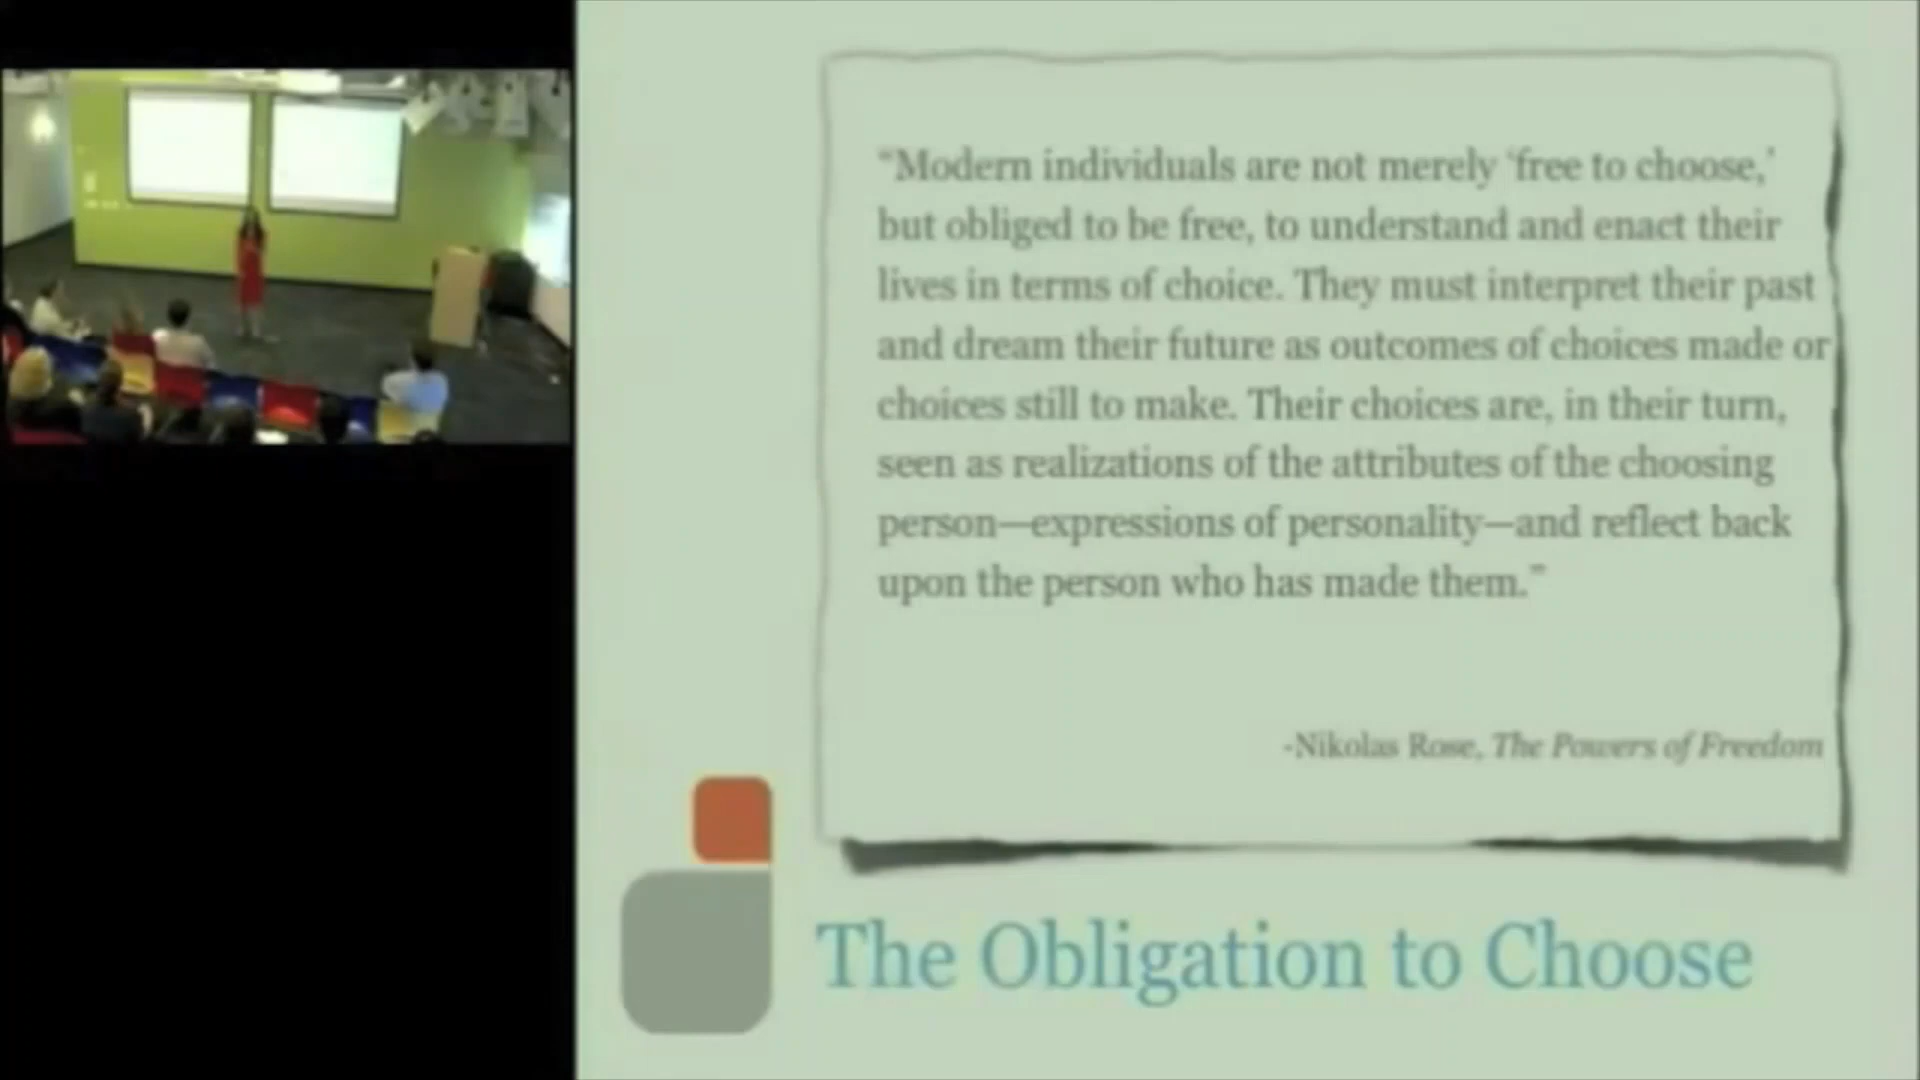 “Modern individuals are not merely ‘free to choose,’
but obliged to be free, to understand and enact their
lives in terms of choice. They must interpret their past
and dream their future as outcomes of choices made or
choices still to make. Their choices are, in their turn,
seen as realizations of the attributes of the choosing
person—expressions of personality—and reflect back
upon the person who has made them.”
-Nikolas Rose, The Powers of Freedom
The Obligation to Choose